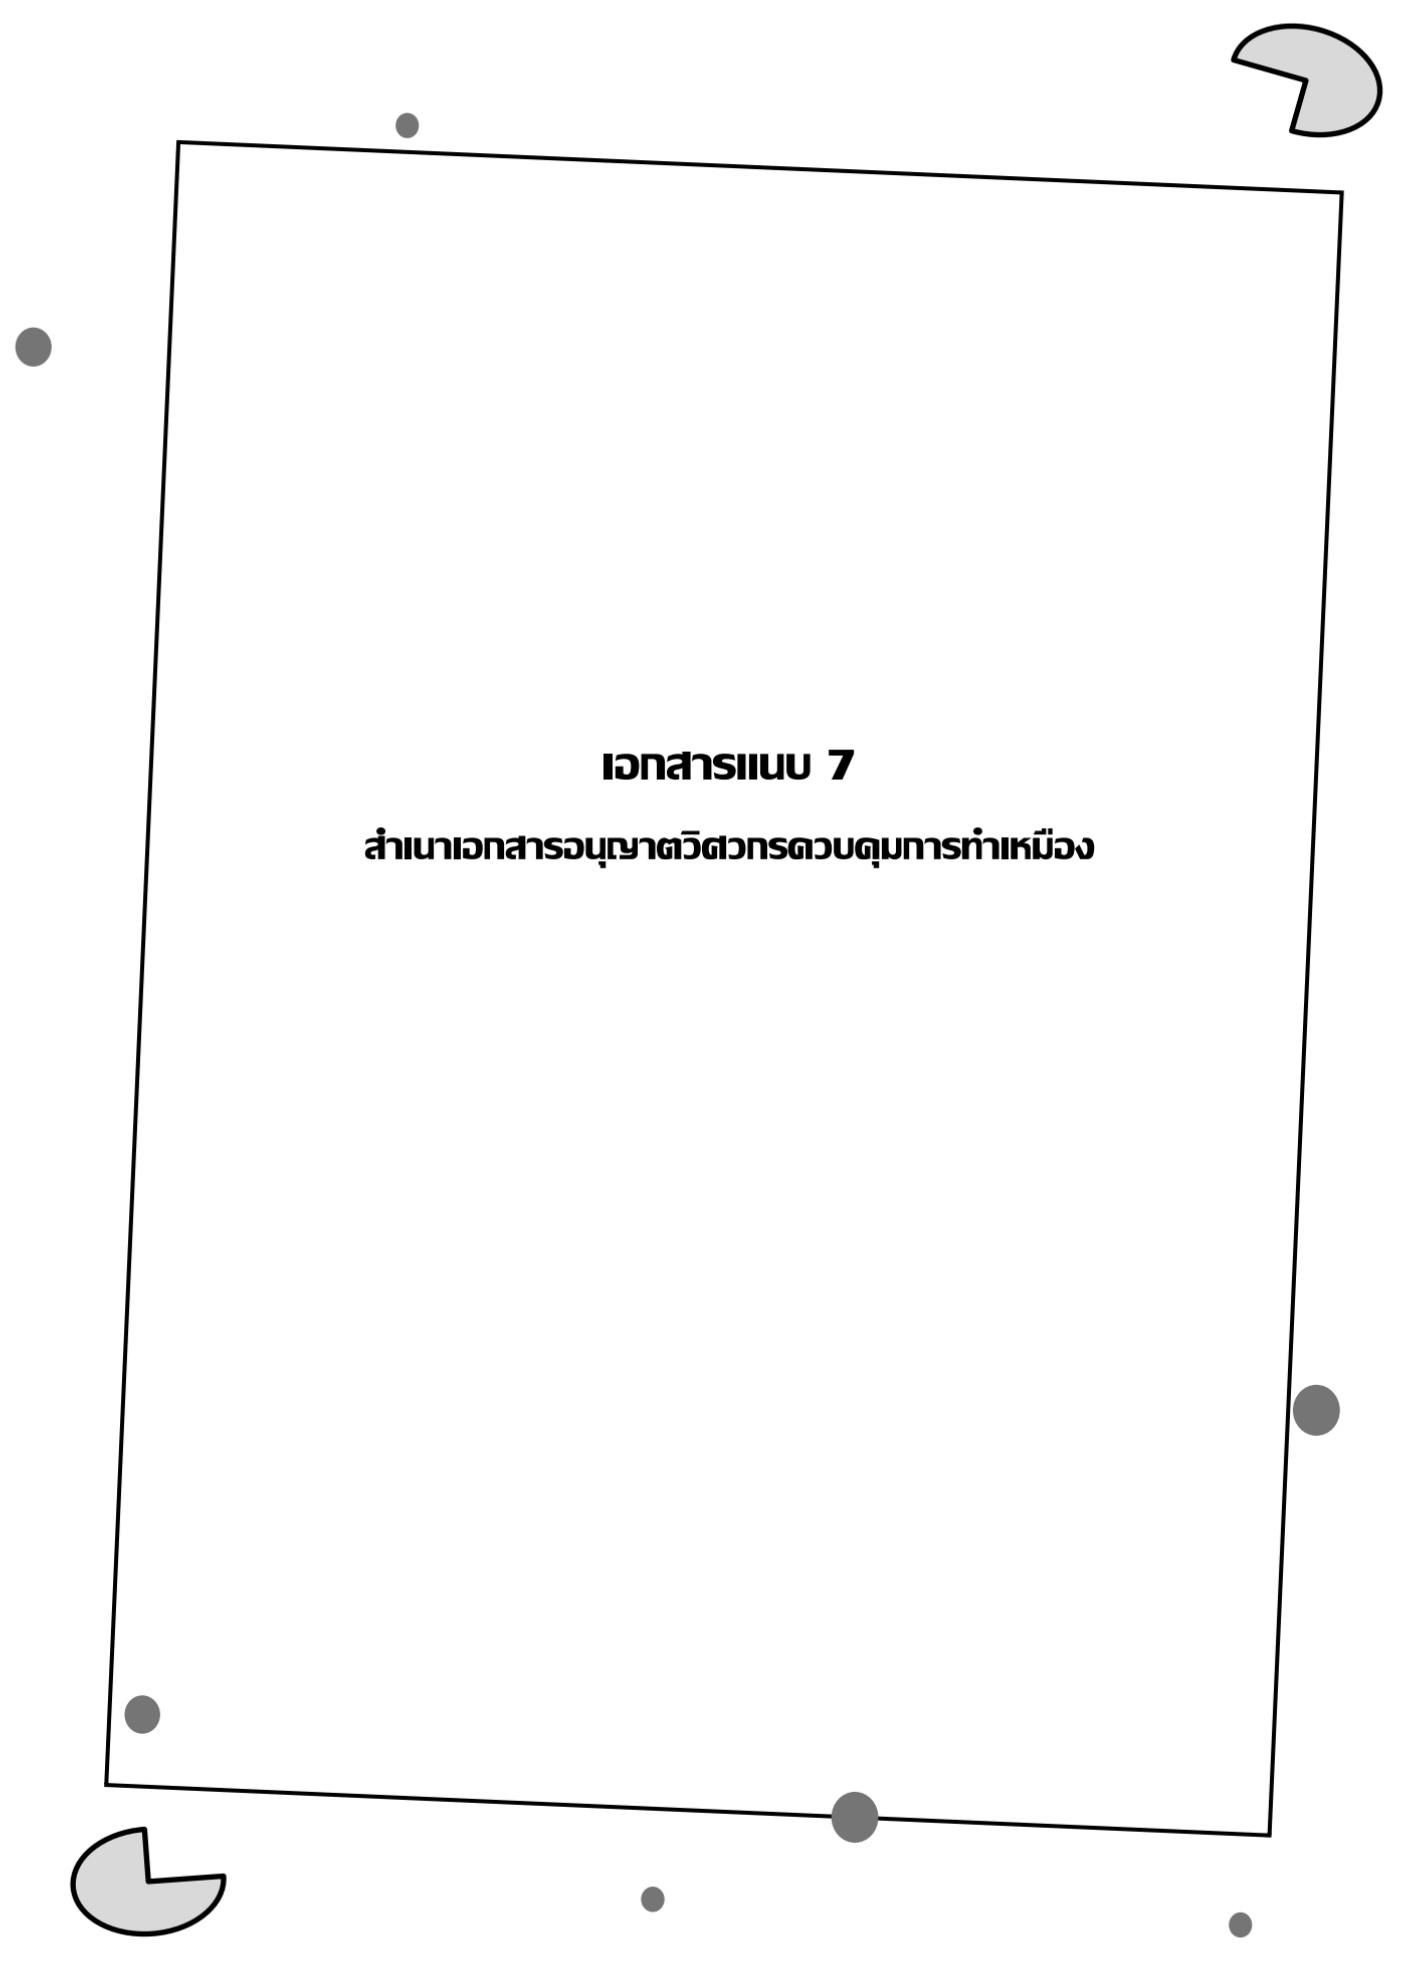 เอกสารแนบ 7
สำเนาเอกสารอนุญาตวิศวกรควบคุมการทำเหมือง